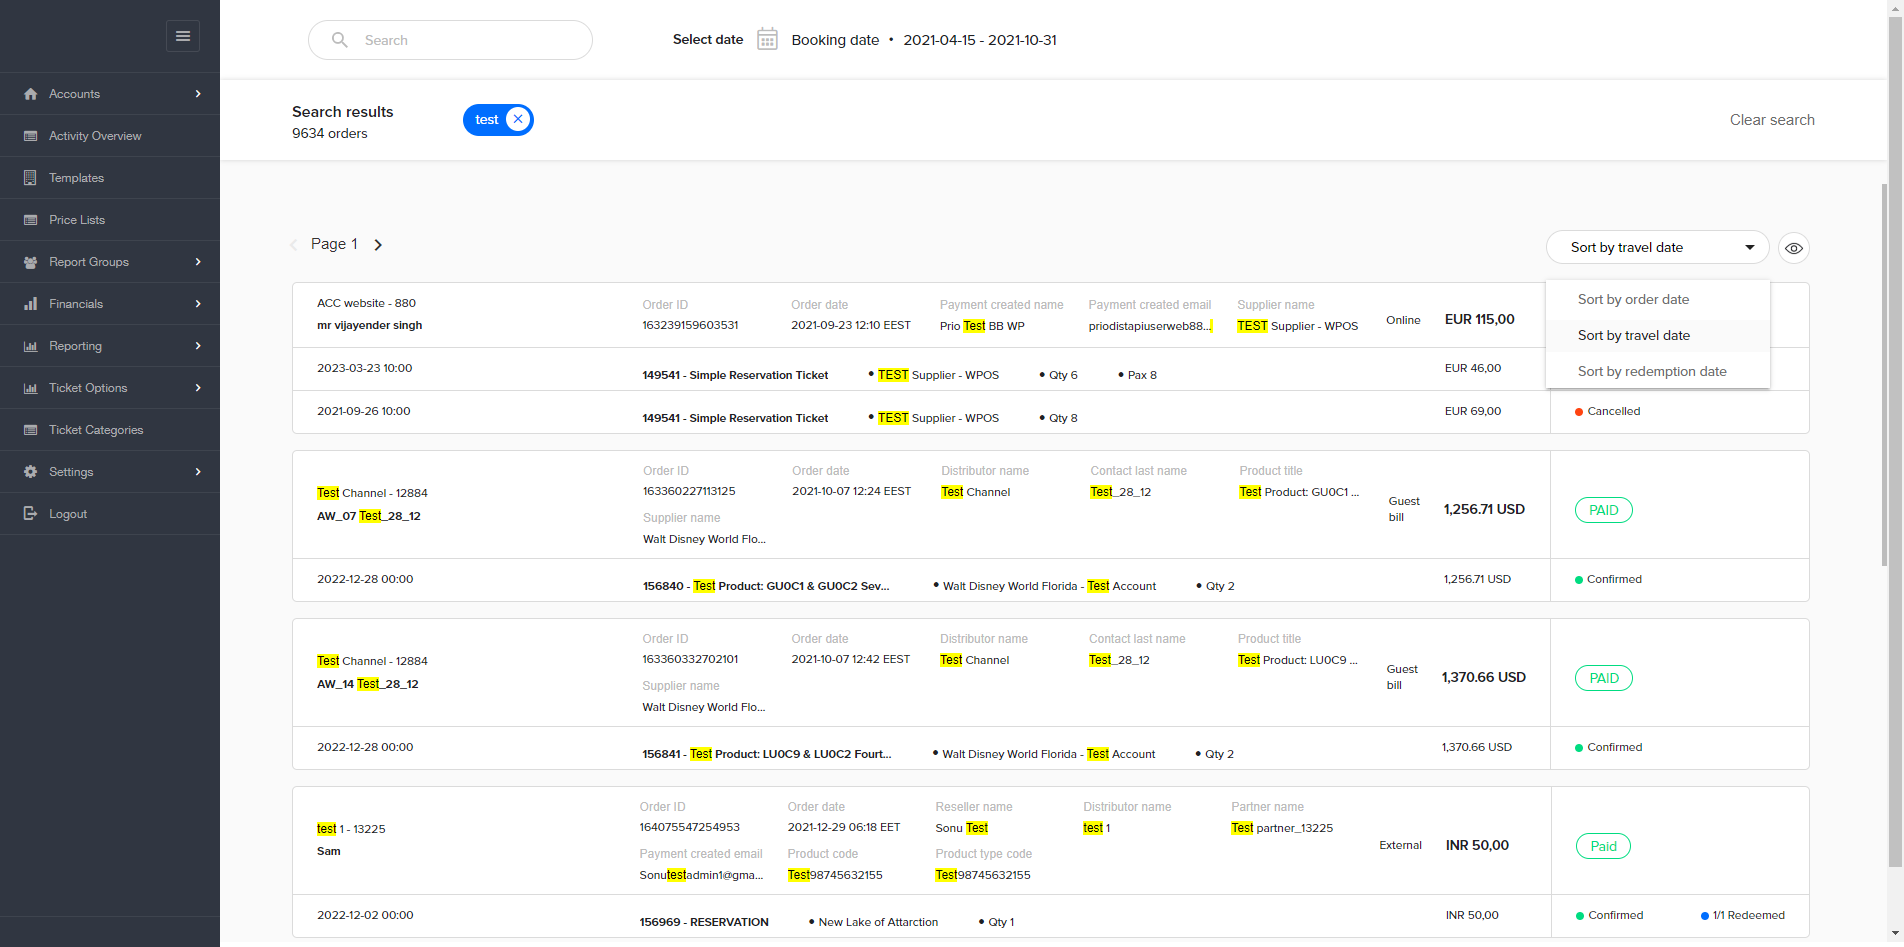 Accounts
Activity Overview
Templates
Price Lists
Report Groups
Financials
Reporting
Ticket Options
Ticket Categories
Settings
Logout
Search
Select date Booking date • 2021-04-15 - 2021-10-31
Search results
9634 orders
test
Clear search
Page 1
Sort by travel date
Sort by order date
Sort by travel date
Sort by redemption date
ACC website - 880
mr vijayender singh
Order ID Order date Payment created name Payment created email Supplier name
163239159603531 2021-09-23 12:10 EEST Prio Test BB WP priodistapiuserweb88... TEST Supplier - WPOS
Online EUR 115,00
2023-03-23 10:00 149541 - Simple Reservation Ticket • TEST Supplier - WPOS • Qty 6 • Pax 8 EUR 46,00
2021-09-26 10:00 149541 - Simple Reservation Ticket • TEST Supplier - WPOS • Qty 8 EUR 69,00 Cancelled
Test Channel - 12884
AW_07 Test_28_12
Order ID Order date Distributor name Contact last name Product title
163360227113125 2021-10-07 12:24 EEST Test Channel Test_28_12 Test Product: GU0C1 ...
Supplier name
Walt Disney World Flo...
Guest
bill
1,256.71 USD
PAID
2022-12-28 00:00 156840 - Test Product: GU0C1 & GU0C2 Sev... • Walt Disney World Florida - Test Account • Qty 2 1,256.71 USD Confirmed
Test Channel - 12884
AW_14 Test_28_12
Order ID Order date Distributor name Contact last name Product title
163360332702101 2021-10-07 12:42 EEST Test Channel Test_28_12 Test Product: LU0C9 ...
Supplier name
Walt Disney World Flo...
Guest
bill
1,370.66 USD
PAID
2022-12-28 00:00 156841 - Test Product: LU0C9 & LU0C2 Fourt... • Walt Disney World Florida - Test Account • Qty 2 1,370.66 USD Confirmed
test 1 - 13225
Sam
Order ID Order date Reseller name Distributor name Partner name
164075547254953 2021-12-29 06:18 EET Sonu Test test 1 Test partner_13225
Payment created email Product code Product type code
Sonutestadmin1@gma... Test98745632155 Test98745632155
External INR 50,00
Paid
2022-12-02 00:00 156969 - RESERVATION • New Lake of Attarction • Qty 1 INR 50,00 Confirmed 1/1 Redeemed